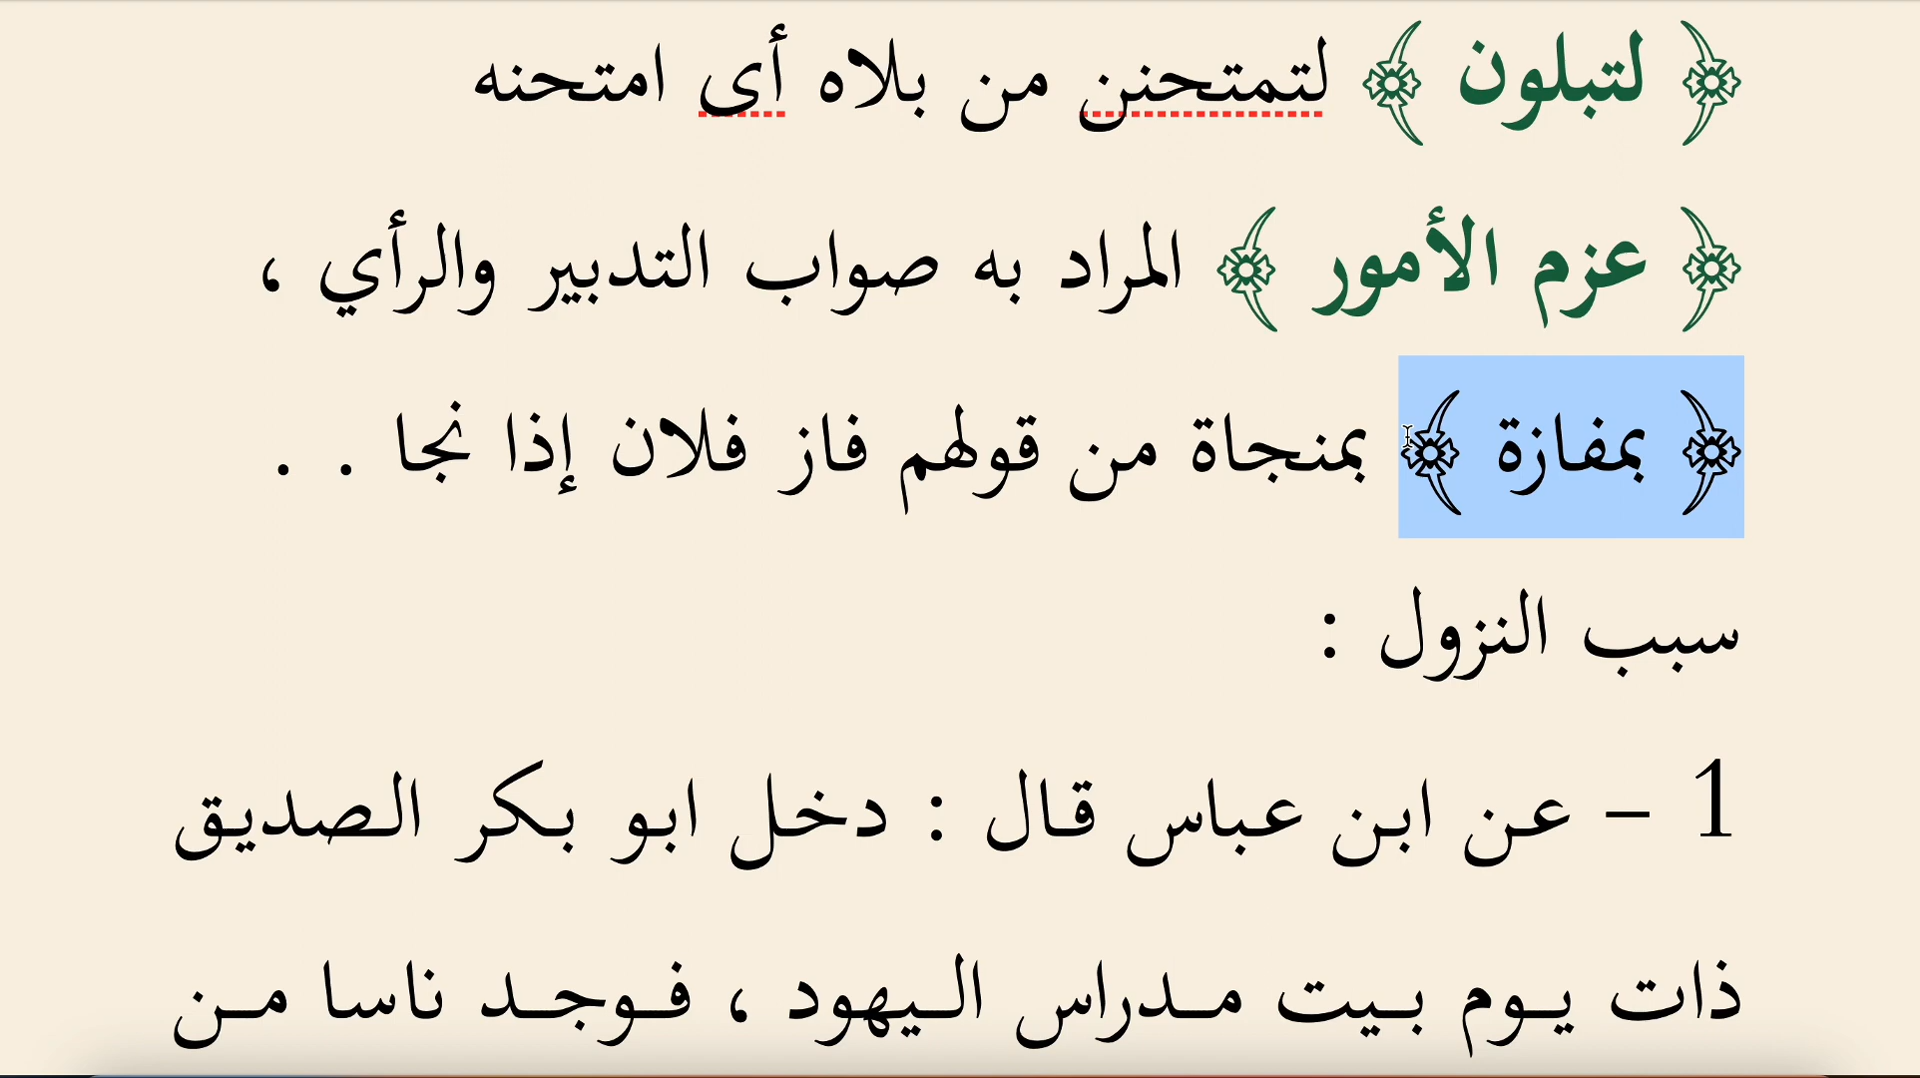 ﴿ لتبلون ﴾ لتمتحنن من بلاه أى امتحنه
﴿ عزم الأمور ﴾ المراد به صواب التدبير والرأي ،
﴿ بمفازة ﴾ بمنجاة من قولهم فاز فلان إذا نجا . .
سبب النزول :
1 – عن ابن عباس قال : دخل ابو بكر الصديق
ذات يوم بيت مدراس اليهود ، فوجد ناسا من